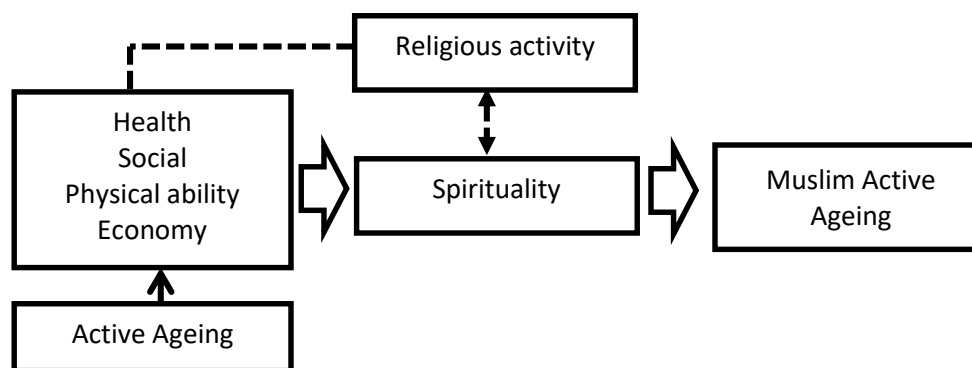 Religious activity
Health
Social
Physical ability
Economy
Spirituality
Muslim Active
Ageing
Active Ageing